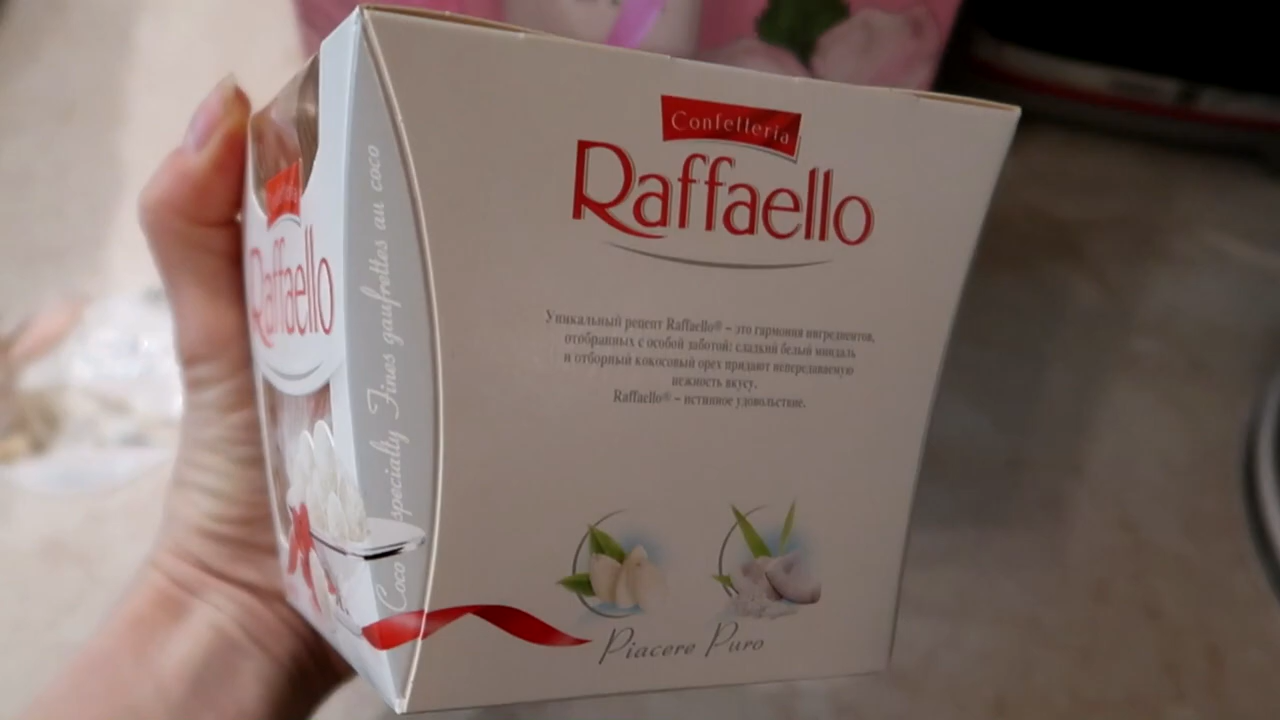 Confetteria
Raffaello
Уникальный рецепт Raffaello® – это гармония ингредиентов,
отобранных с особой заботой: сладкий белый миндаль
и отборный кокосовый орех придают непередаваемую
нежность вкусу.
Raffaello® – истинное удовольствие.
Piacere Puro
Raffaello
Coco specialty Fines gaufrettes au coco